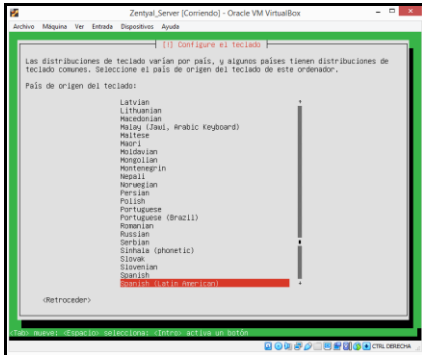 Zentyal_Server [Corriendo] - Oracle VM VirtualBox
Archivo Máquina Ver Entrada Dispositivos Ayuda
[!] Configure el teclado
Las distribuciones de teclado varían por país, y algunos países tienen distribuciones de
teclado comunes. Seleccione el país de origen del teclado de este ordenador.
País de origen del teclado:
Latvian
Lithuanian
Macedonian
Malay (Jawi, Arabic Keyboard)
Maltese
Maori
Moldavian
Mongolian
Montenegrin
Nepali
Norwegian
Persian
Polish
Portuguese
Portuguese (Brazil)
Romanian
Russian
Serbian
Sinhala (phonetic)
Slovak
Slovenian
Spanish
Spanish (Latin American)
<Retroceder>
<Tab> mueve; <Espacio> selecciona; <Intro> activa un botón
CTRL DERECHA